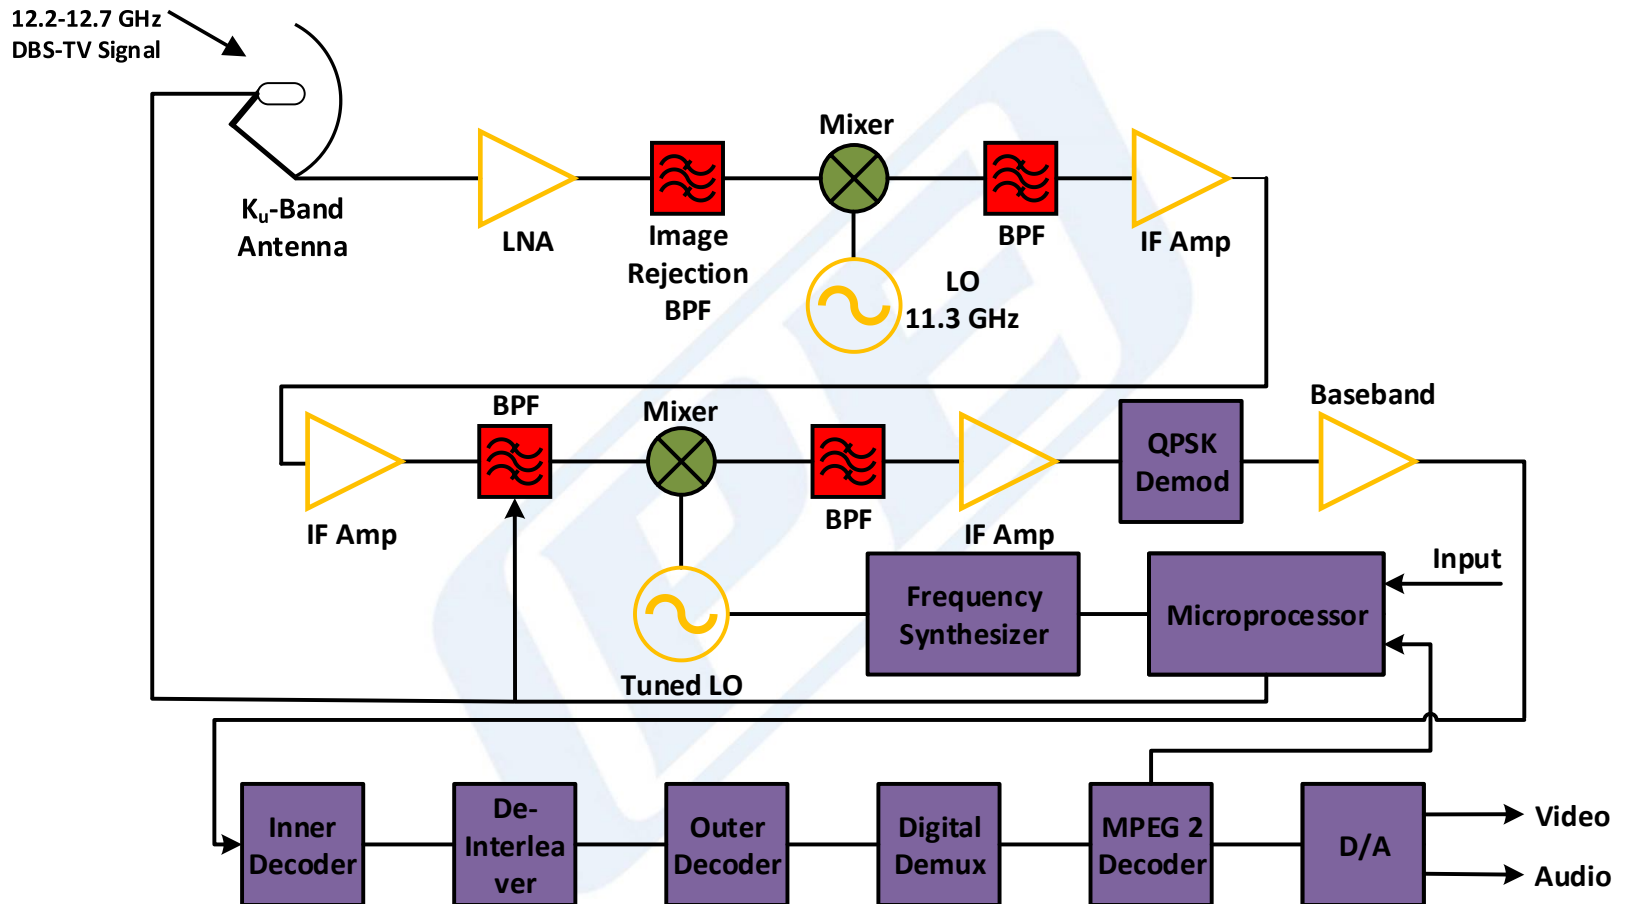 12.2-12.7 GHz
DBS-TV Signal
Ku-Band
Antenna
LNA
Image
Rejection
BPF
Mixer
LO
11.3 GHz
BPF
IF Amp
IF Amp
BPF
Mixer
Tuned LO
BPF
IF Amp
QPSK
Demod
Baseband
Frequency
Synthesizer
Microprocessor
Input
Inner
Decoder
De-
Interlea
ver
Outer
Decoder
Digital
Demux
MPEG 2
Decoder
D/A
Video
Audio